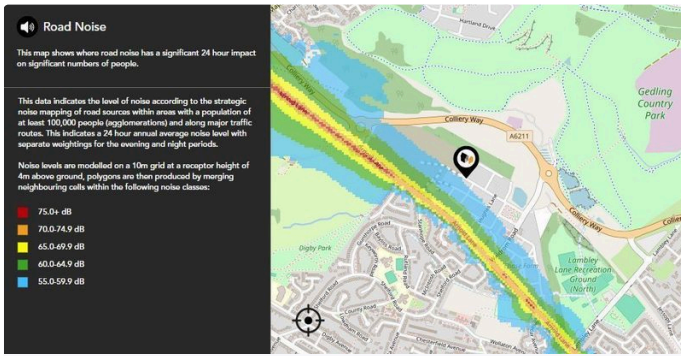 Road Noise
This map shows where road noise has a significant 24 hour impact
on significant numbers of people.
This data indicates the level of noise according to the strategic
noise mapping of road sources within areas with a population of
at least 100,000 people (agglomerations) and along major traffic
routes. This indicates a 24 hour annual average noise level with
separate weightings for the evening and night periods.
Noise levels are modelled on a 10m grid at a receptor height of
4m above ground, polygons are then produced by merging
neighbouring cells within the following noise classes:
75.0+ dB
70.0-74.9 dB
65.0-69.9 dB
60.0-64.9 dB
55.0-59.9 dB
Hartland Drive
Colliery Way
Gedling
Country
Park
Colliery Way
A6211
Colliery Way
Digby Park
Lambley
Lane Recreation
Ground
(North)
County Road
Chesterfield Avenue